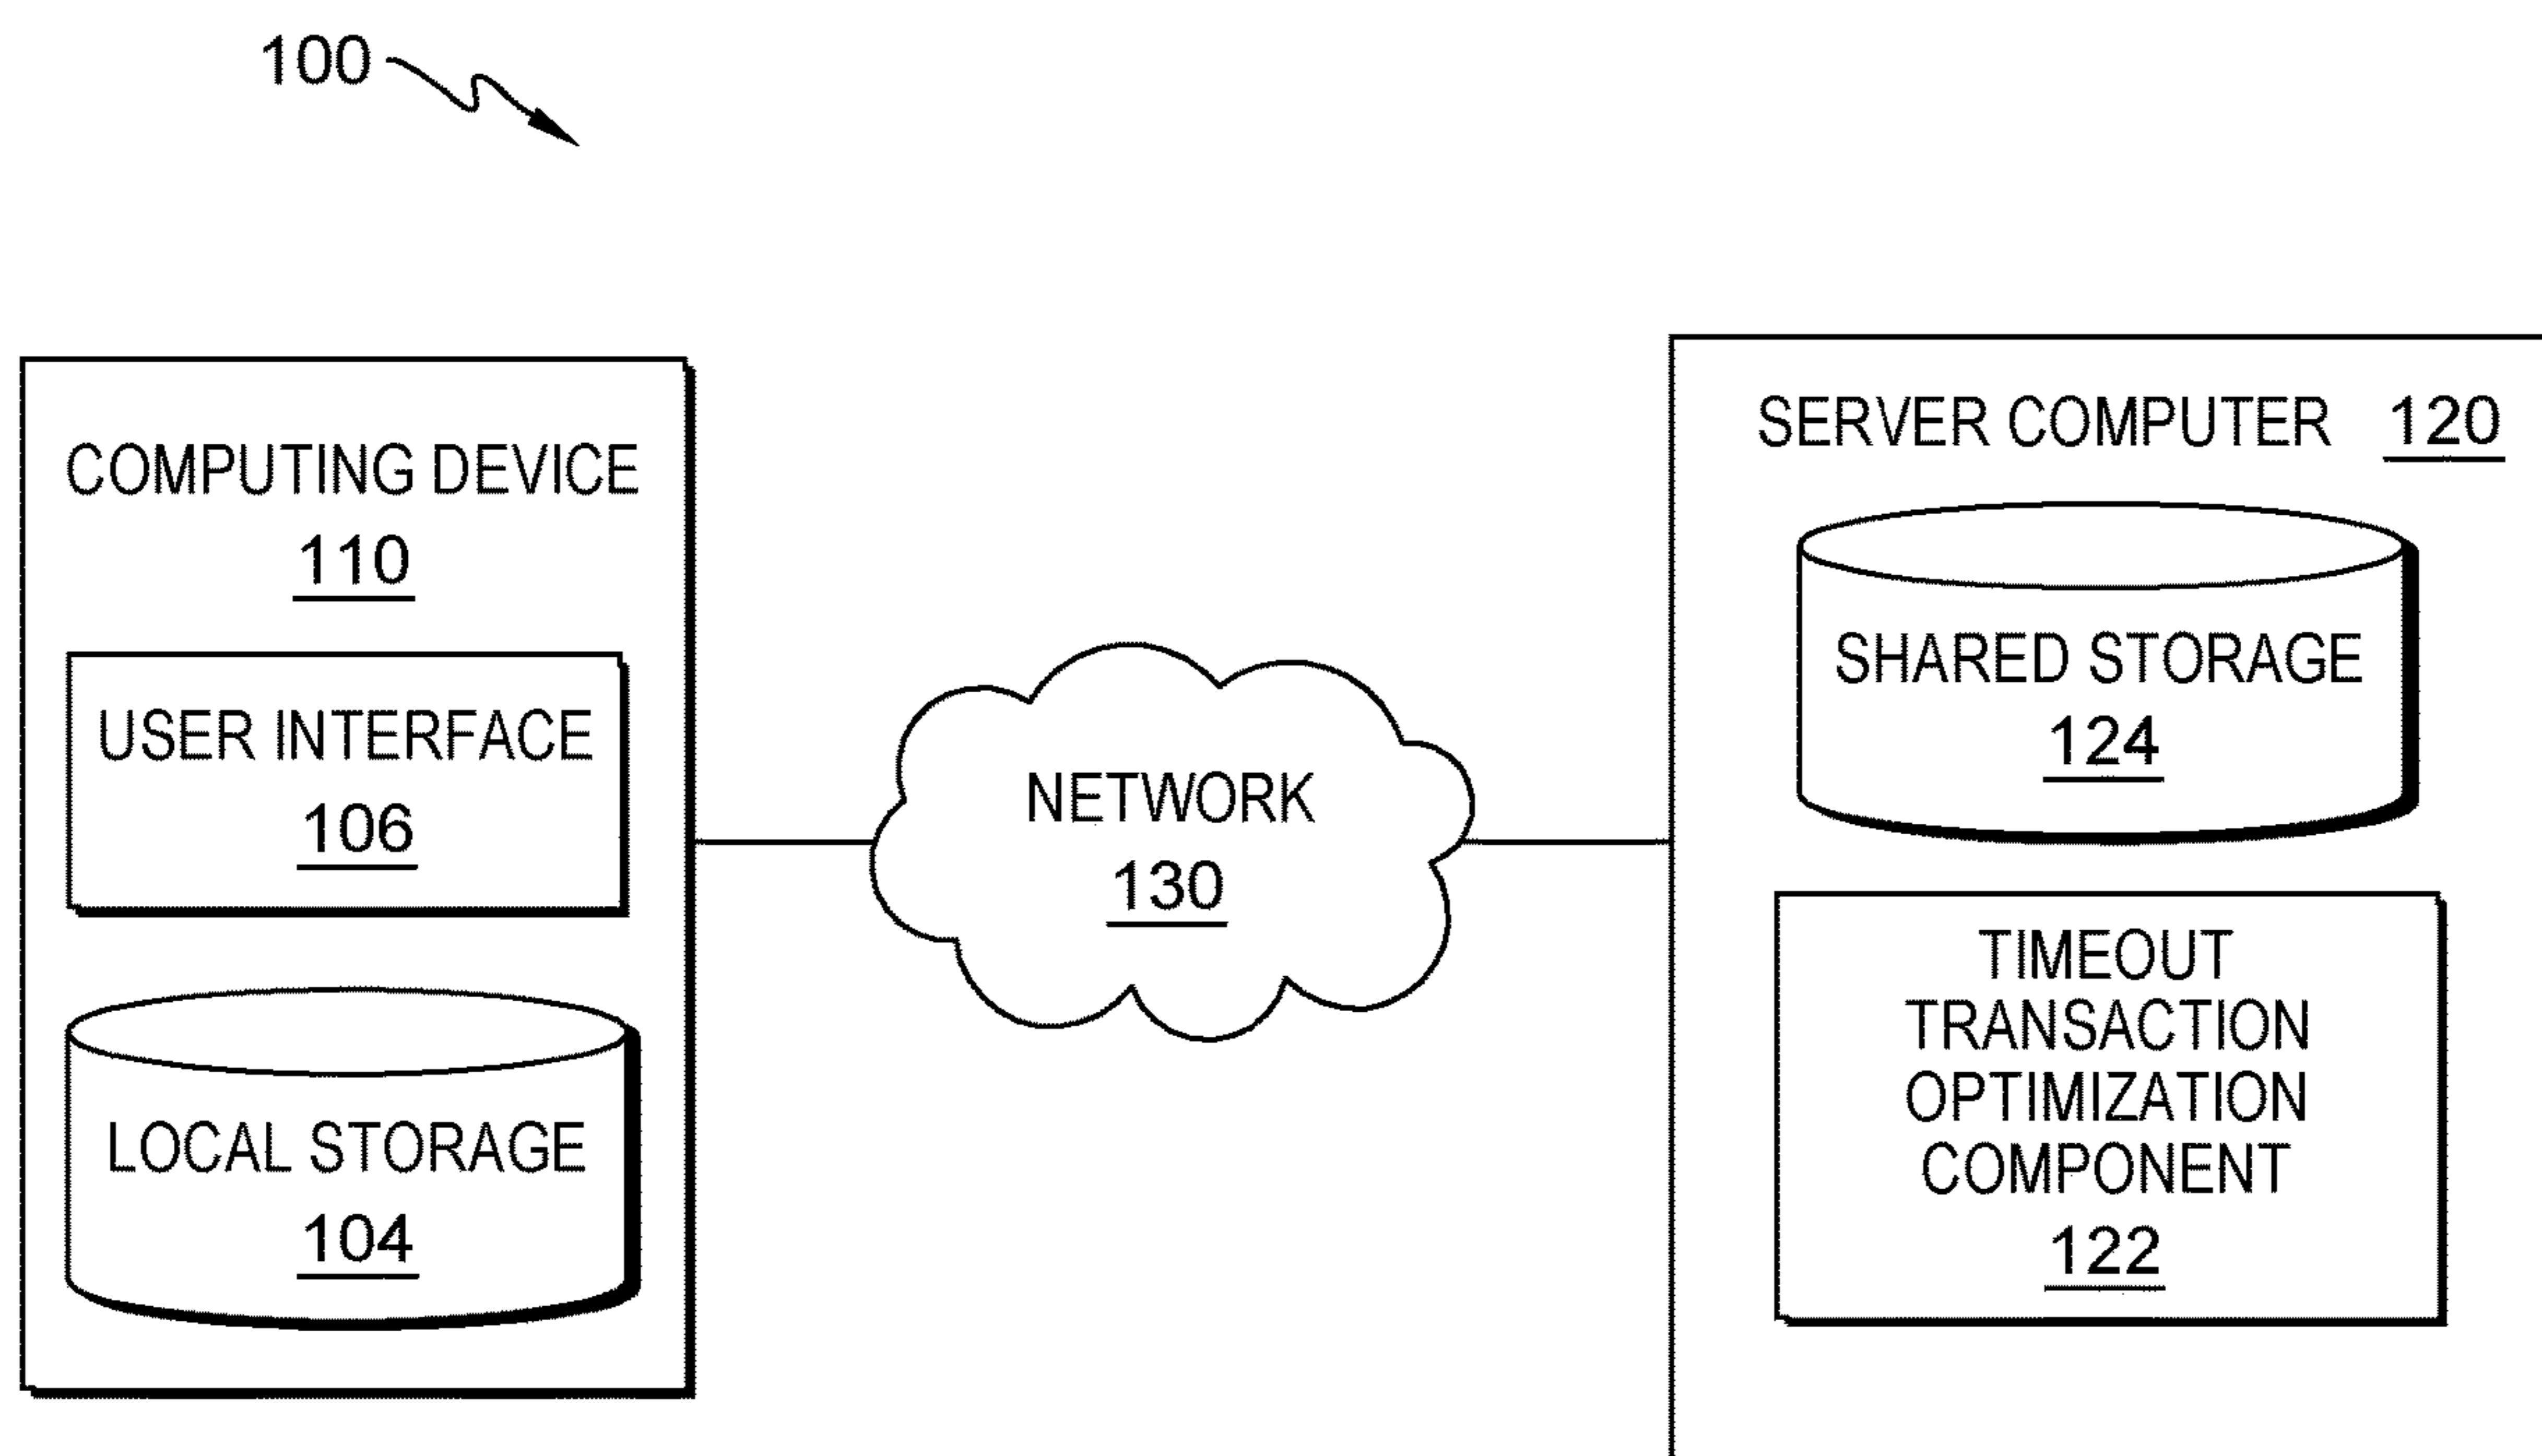 100
COMPUTING DEVICE
110
USER INTERFACE
106
LOCAL STORAGE
104
NETWORK
130
SERVER COMPUTER 120
SHARED STORAGE
124
TIMEOUT
TRANSACTION
OPTIMIZATION
COMPONENT
122